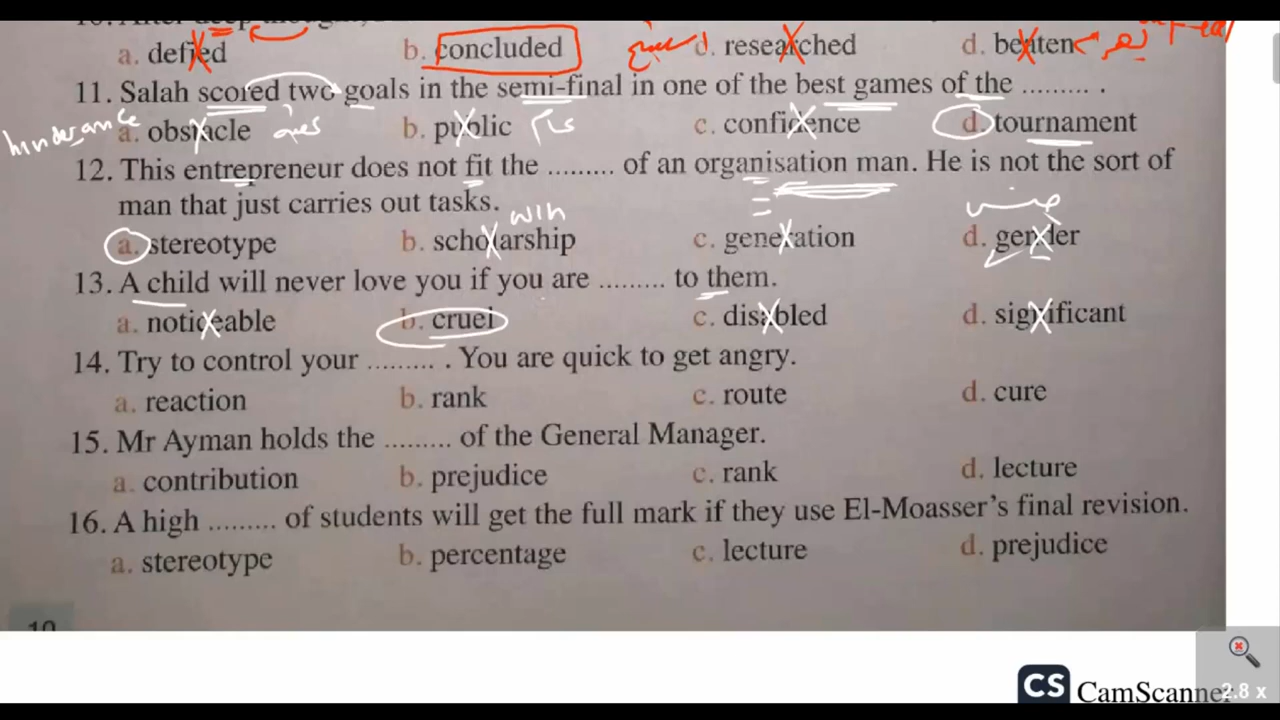 a. defied b. concluded c. researched d. beaten
11. Salah scored two goals in the semi-final in one of the best games of the ......... .
hinderance
a. obstacle b. public c. confidence d. tournament
12. This entrepreneur does not fit the ......... of an organisation man. He is not the sort of
man that just carries out tasks.
win
a. stereotype b. scholarship c. generation d. gender
13. A child will never love you if you are ......... to them.
a. noticeable b. cruel c. disabled d. significant
14. Try to control your ......... . You are quick to get angry.
a. reaction b. rank c. route d. cure
15. Mr Ayman holds the ......... of the General Manager.
a. contribution b. prejudice c. rank d. lecture
16. A high ......... of students will get the full mark if they use El-Moasser's final revision.
a. stereotype b. percentage c. lecture d. prejudice
CS CamScanner
2.8 x